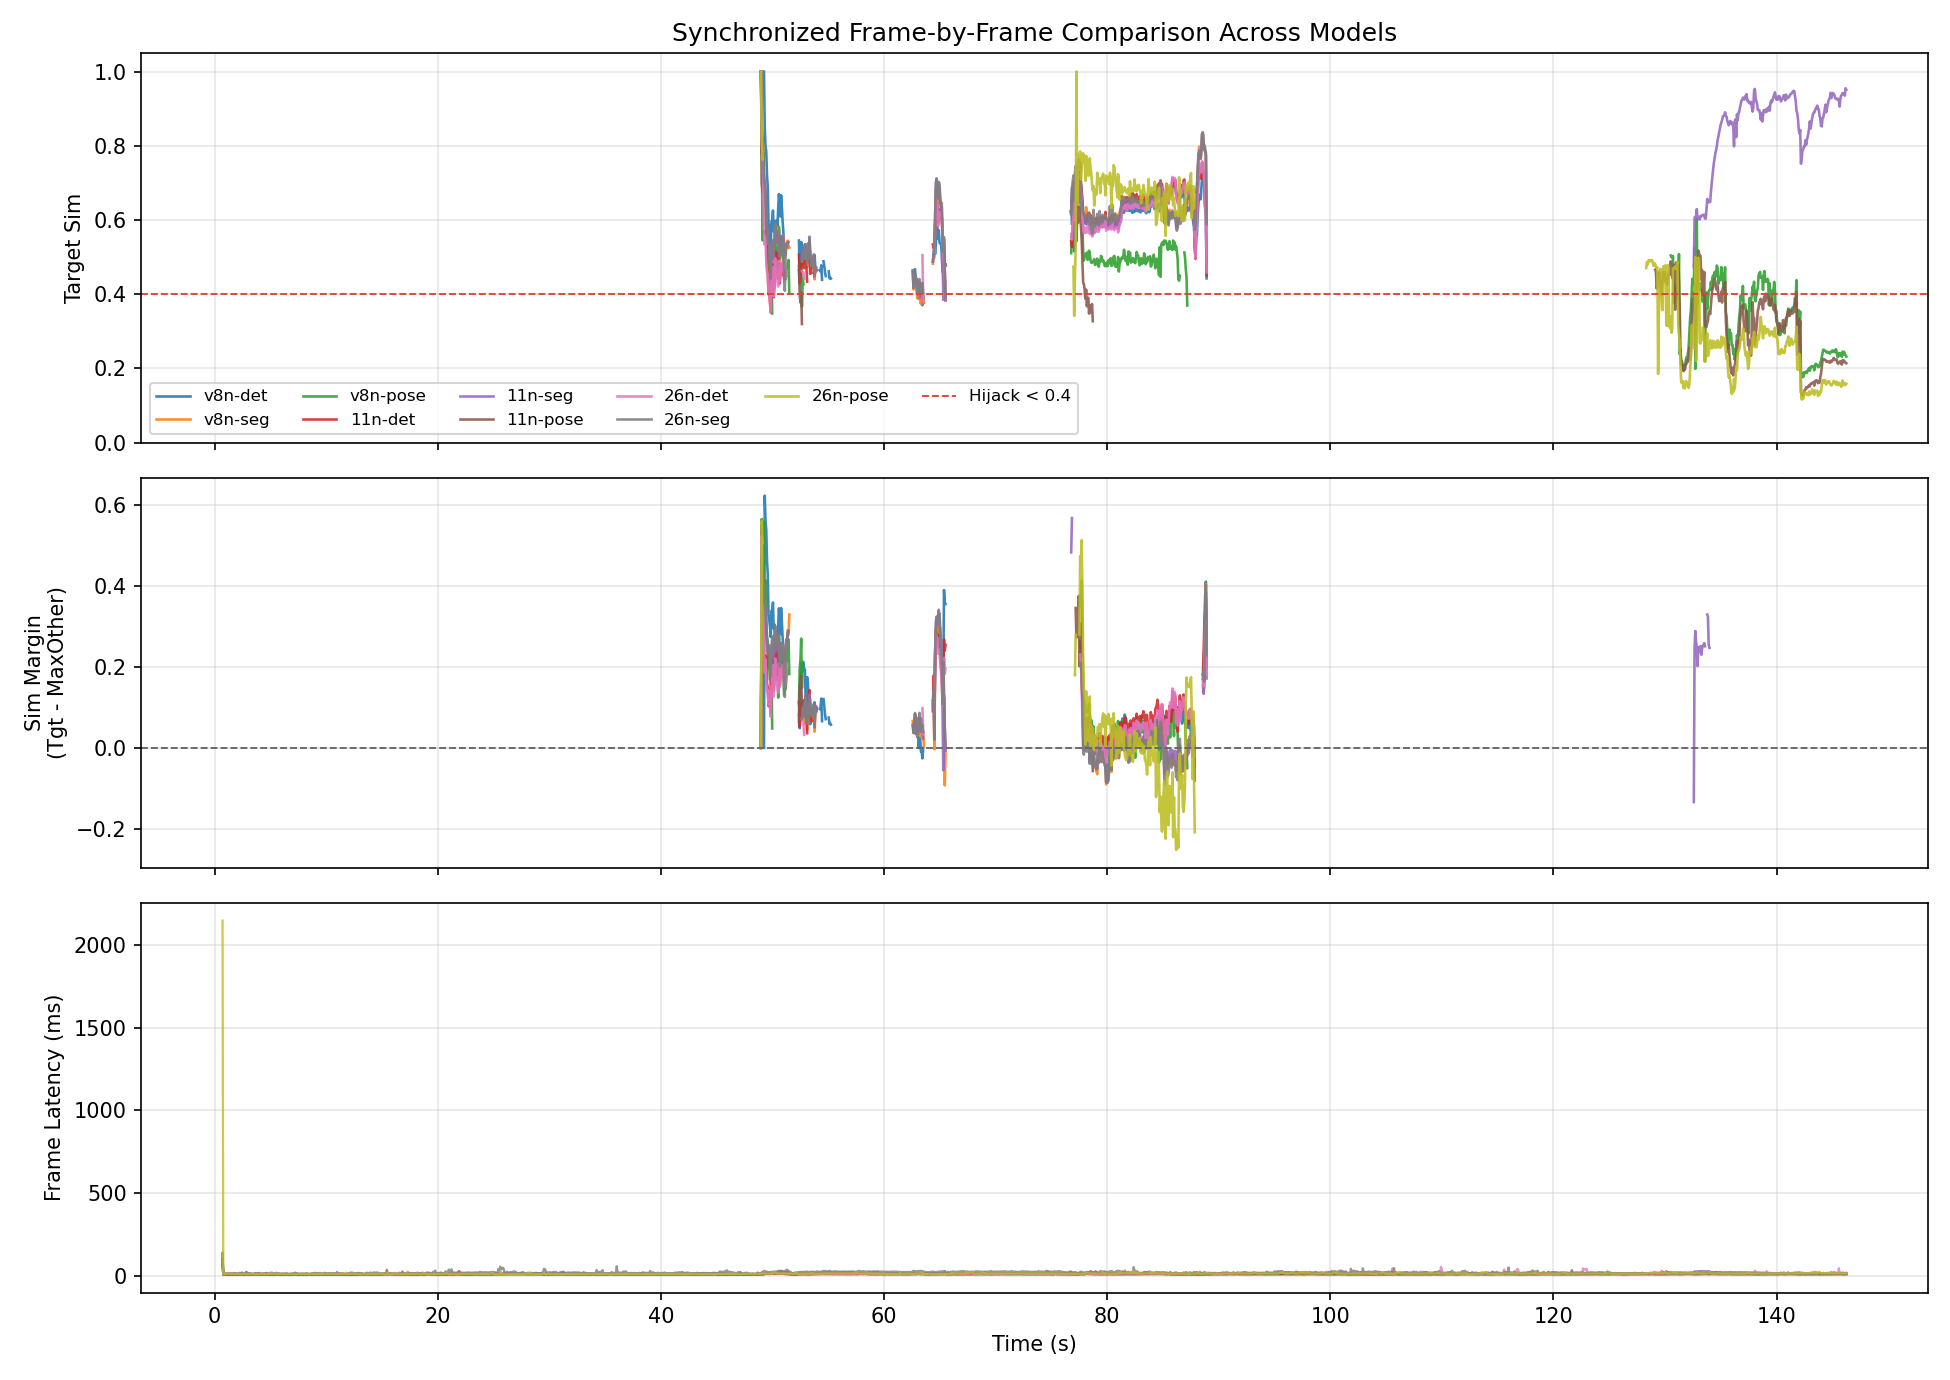 Synchronized Frame-by-Frame Comparison Across Models
Target Sim
1.0
0.8
0.6
0.4
0.2
0.0
v8n-det
v8n-seg
v8n-pose
11n-det
11n-seg
11n-pose
26n-det
26n-seg
26n-pose
Hijack < 0.4
Sim Margin
(Tgt - MaxOther)
0.6
0.4
0.2
0.0
−0.2
Frame Latency (ms)
2000
1500
1000
500
0
0 20 40 60 80 100 120 140
Time (s)